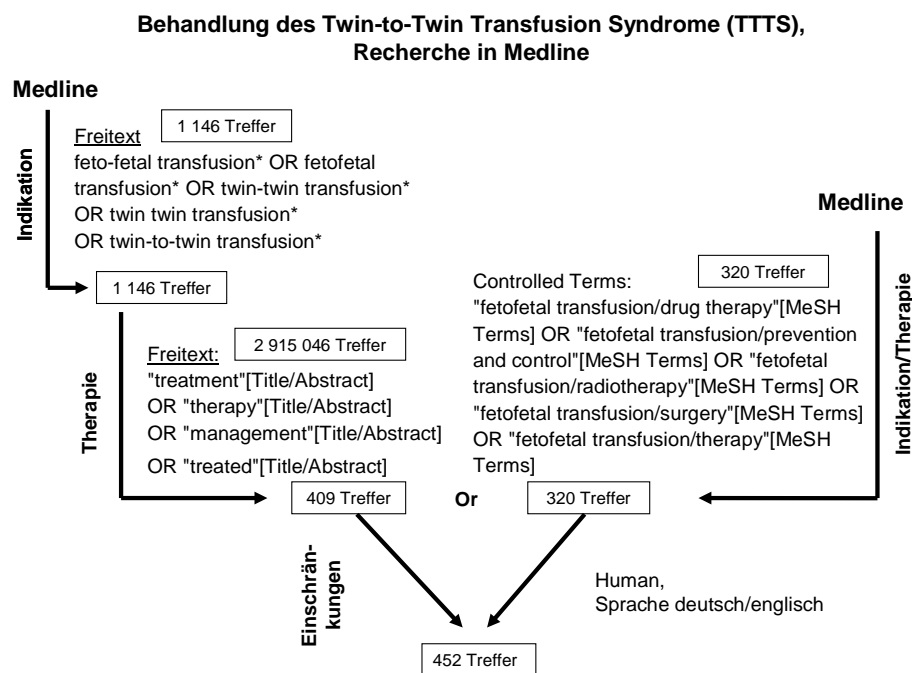 Behandlung des Twin-to-Twin Transfusion Syndrome (TTTS),
Recherche in Medline
Medline
Indikation
1 146 Treffer
Freitext
feto-fetal transfusion* OR fetofetal
transfusion* OR twin-twin transfusion*
OR twin twin transfusion*
OR twin-to-twin transfusion*
1 146 Treffer
Therapie
Freitext:
2 915 046 Treffer
"treatment"[Title/Abstract]
OR "therapy"[Title/Abstract]
OR "management"[Title/Abstract]
OR "treated"[Title/Abstract]
409 Treffer
Or
Medline
Indikation/Therapie
320 Treffer
Controlled Terms:
"fetofetal transfusion/drug therapy"[MeSH
Terms] OR "fetofetal transfusion/prevention
and control"[MeSH Terms] OR "fetofetal
transfusion/radiotherapy"[MeSH Terms] OR
"fetofetal transfusion/surgery"[MeSH Terms]
OR "fetofetal transfusion/therapy"[MeSH
Terms]
320 Treffer
Einschrän-
kungen
Human,
Sprache deutsch/englisch
452 Treffer